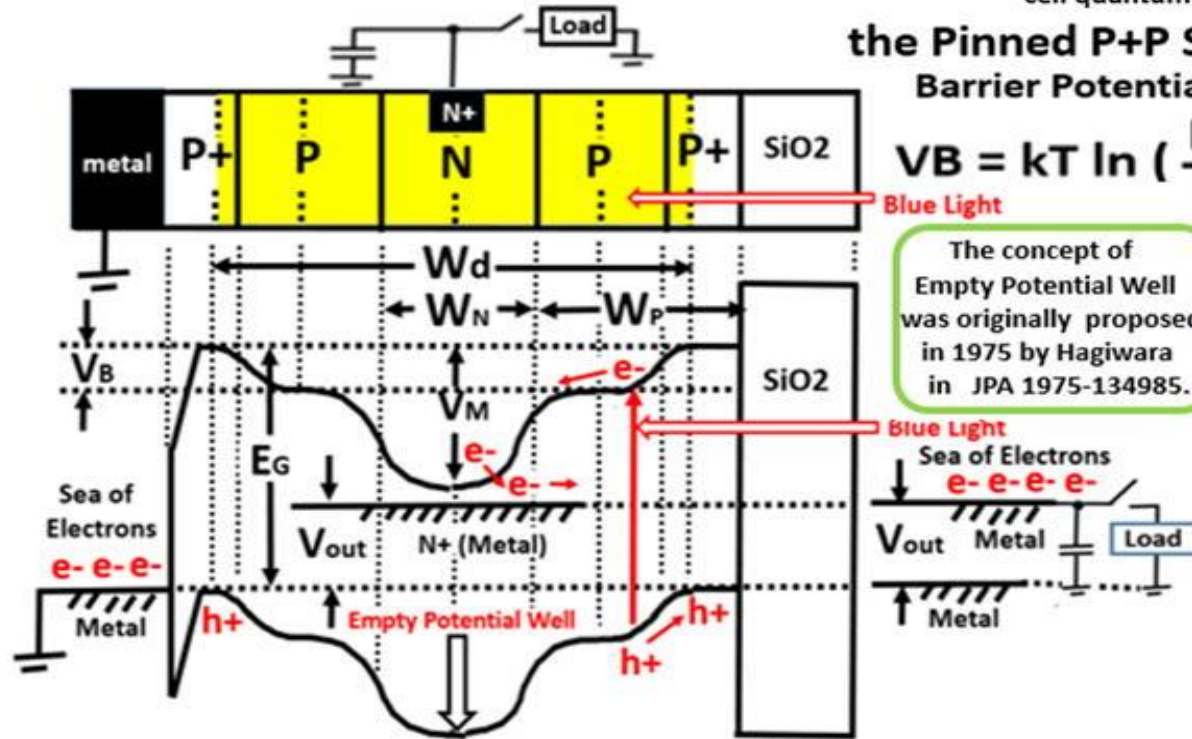 cell quantum
the Pinned P+P S
Barrier Potentia
VB = kT ln (
Load
N+
metal
P+
P
N
P
P+
SiO2
Blue Light
The concept of
Empty Potential Well
was originally proposed
in 1975 by Hagiwara
in JPA 1975-134985.
Wd
WN
WP
VB
VM
e-
SiO2
Blue Light
EG
e-
e-
Sea of
Electrons
e- e- e-
Sea of Electrons
e- e- e- e-
Vout
N+ (Metal)
Vout
Metal
Load
Metal
h+
Empty Potential Well
h+
h+
Metal